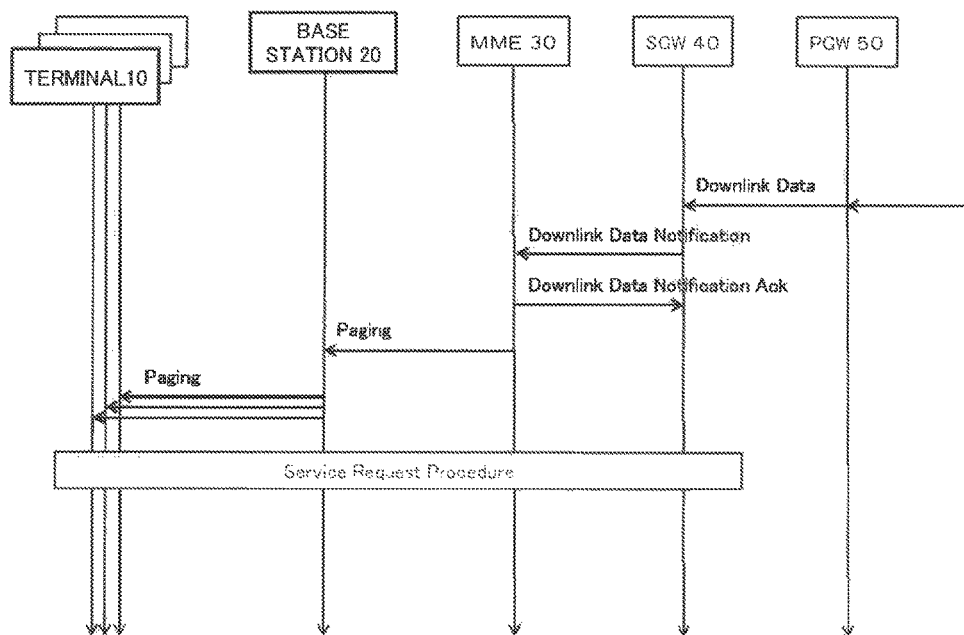 BASE
STATION 20
MME 30
SGW 40
PGW 50
TERMINAL10
Downlink Data
Downlink Data Notification
Downlink Data Notification Ack
Paging
Paging
Service Request Procedure